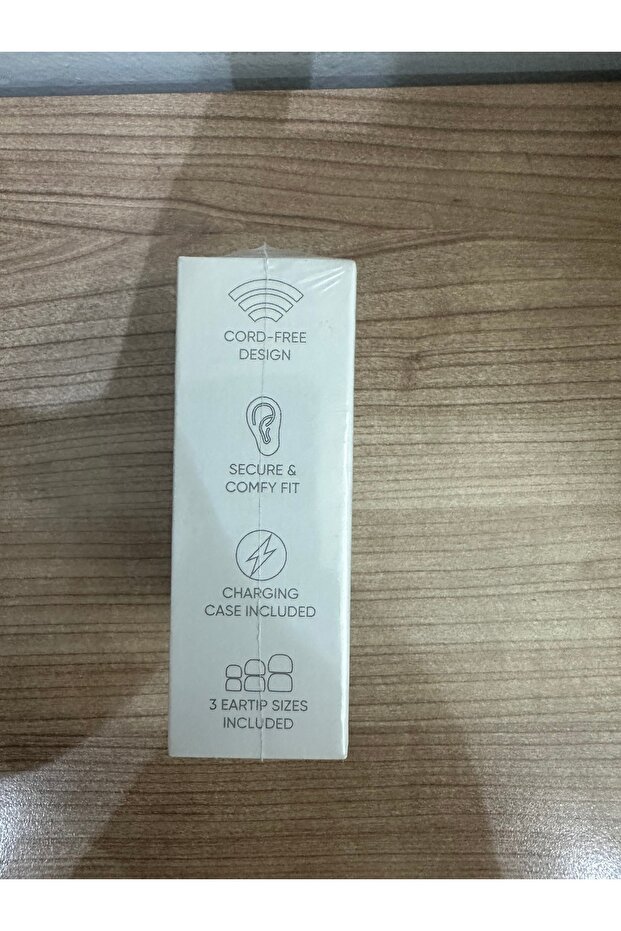 CORD-FREE
DESIGN
SECURE &
COMFY FIT
CHARGING
CASE INCLUDED
3 EARTIP SIZES
INCLUDED